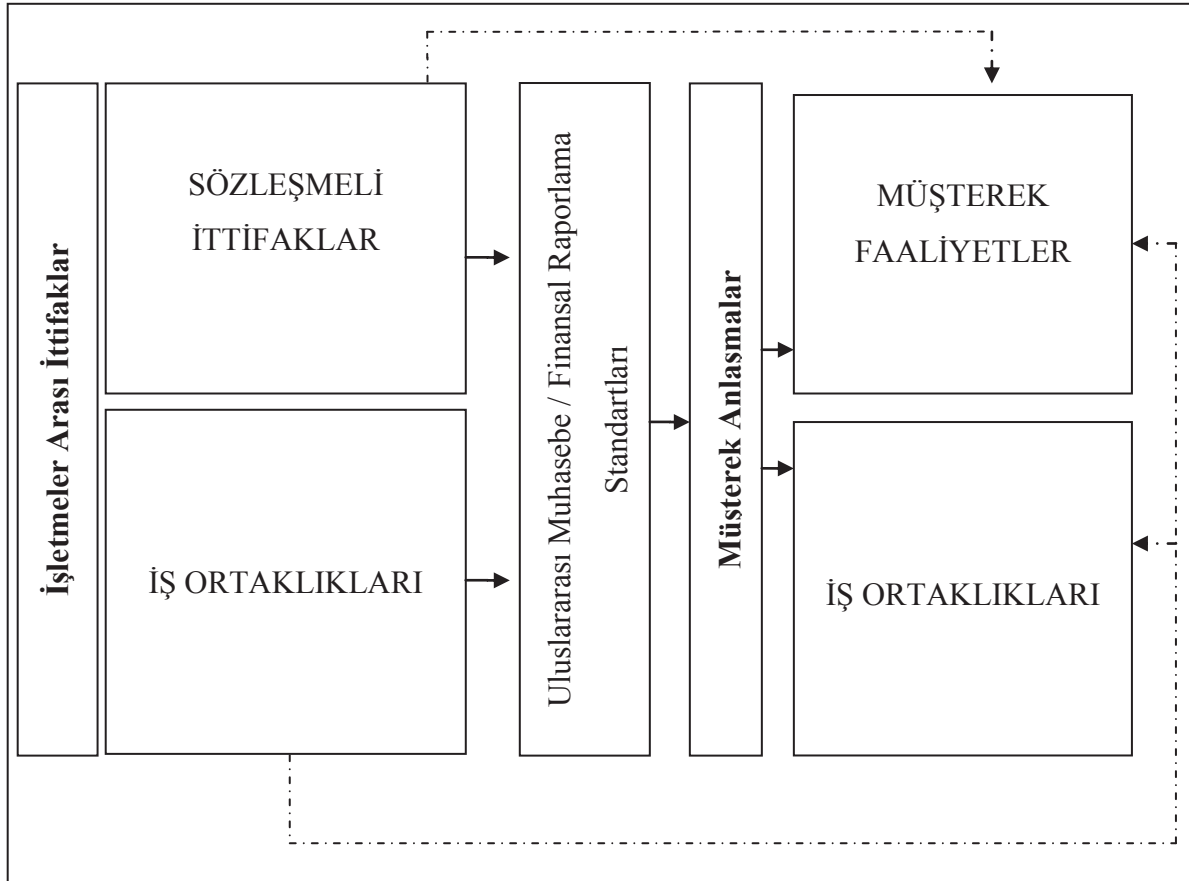 İşletmeler Arası İttifaklar
SÖZLEŞMELİ
İTTİFAKLAR
İŞ ORTAKLIKLARI
Uluslararası Muhasebe / Finansal Raporlama
Standartları
Müşterek Anlaşmalar
MÜŞTEREK
FAALİYETLER
İŞ ORTAKLIKLARI